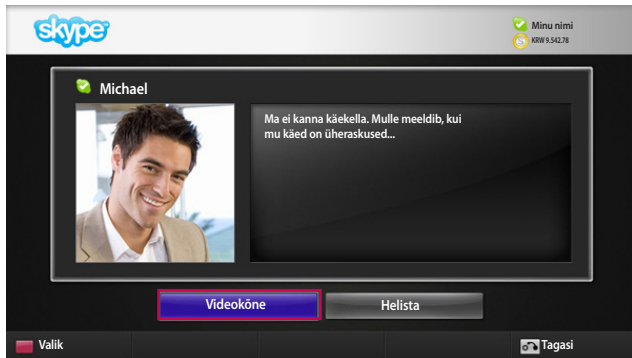 skype
Minu nimi
KRW 9.542.78
Michael
Ma ei kanna käekella. Mulle meeldib, kui
mu käed on üheraskused...
Videokõne
Helista
Valik
Tagasi